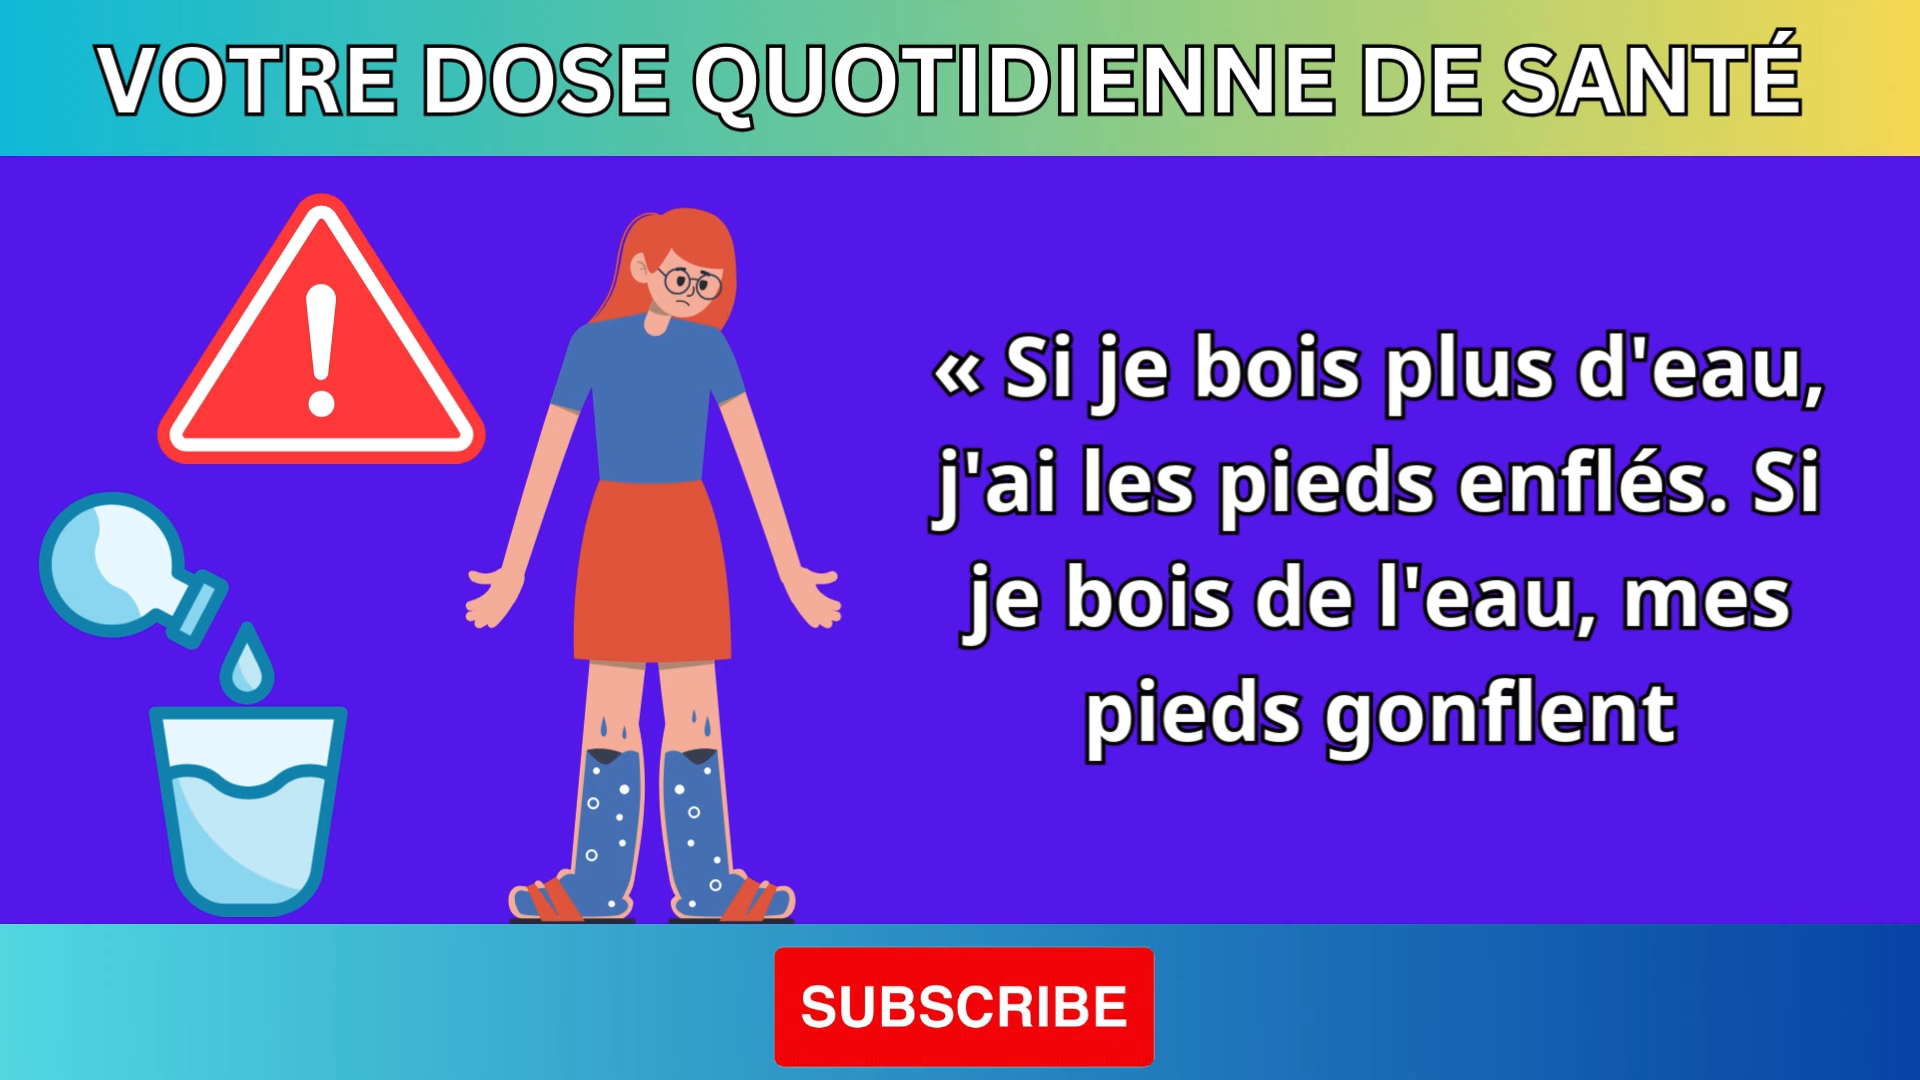 VOTRE DOSE QUOTIDIENNE DE SANTÉ
« Si je bois plus d'eau,
j'ai les pieds enflés. Si
je bois de l'eau, mes
pieds gonflent
SUBSCRIBE